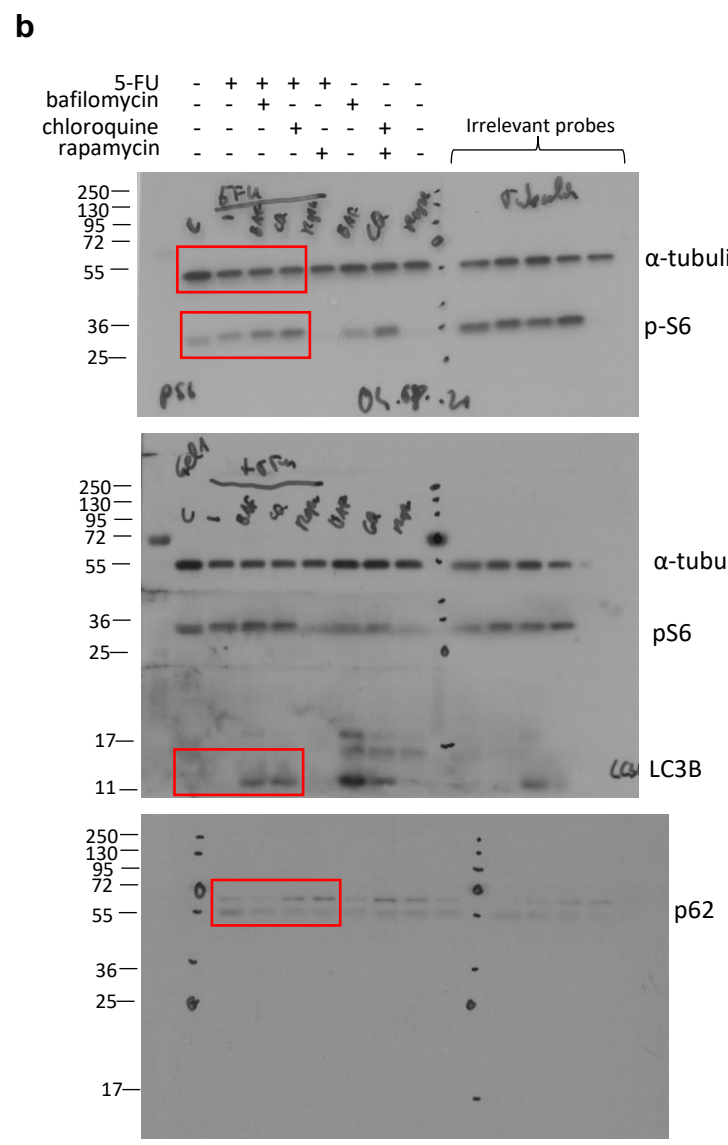 b
5-FU - + + + + - - -
bafilomycin - - + - - + - -
chloroquine - - - + - - + -
rapamycin - - - - + - + -
Irrelevant probes
5FU
Tubulin
C - BAF CQ Rapa BAF CQ Rapa
250
130
95
72
55
36
25
α-tubuli
p-S6
pS6
Gel1
C - BAF CQ Rapa BAF CQ Rapa
250
130
95
72
55
36
25
17
11
α-tubu
pS6
LC3B
250
130
95
72
55
36
25
17
p62